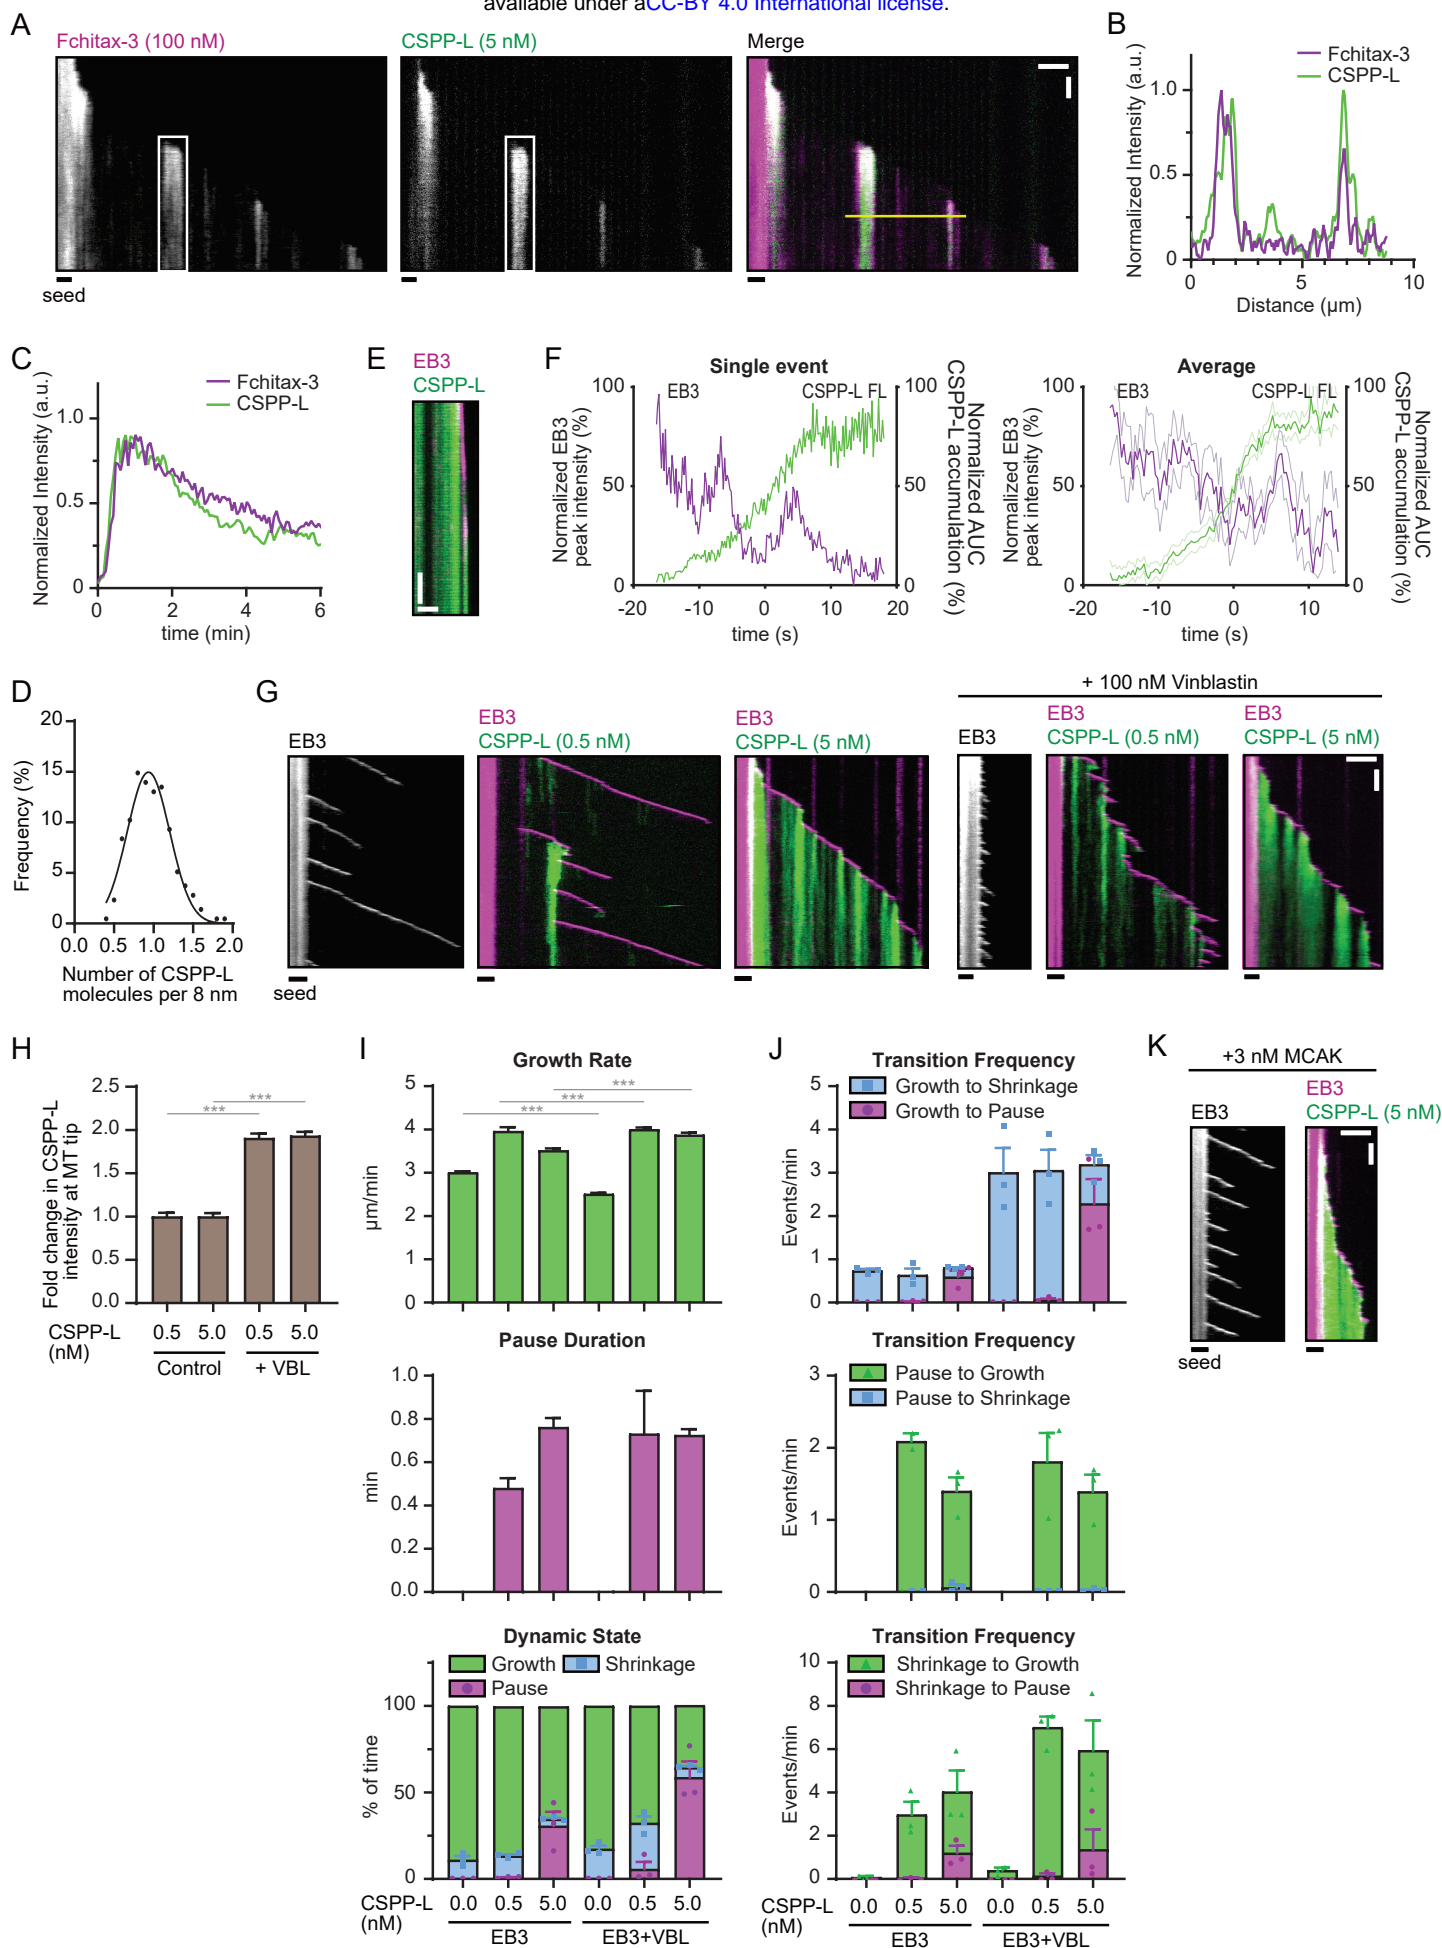 available under aCC-BY 4.0 International license.
A
Fchitax-3 (100 nM)
CSPP-L (5 nM)
Merge
seed
B
Fchitax-3
CSPP-L
Normalized Intensity (a.u.)
1.0
0.5
0
0
5
10
Distance (µm)
C
Fchitax-3
CSPP-L
Normalized Intensity (a.u.)
1.0
0.5
0
0
2
4
6
time (min)
E
EB3
CSPP-L
F
Single event
EB3
CSPP-L FL
Normalized EB3
peak intensity (%)
100
50
0
100
50
0
Normalized AUC
CSPP-L accumulation (%)
-20
-10
0
10
20
time (s)
Average
EB3
CSPP-L FL
Normalized EB3
peak intensity (%)
100
50
0
100
50
0
Normalized AUC
CSPP-L accumulation (%)
-20
-10
0
10
time (s)
D
Frequency (%)
20
15
10
5
0
0.0
0.5
1.0
1.5
2.0
Number of CSPP-L
molecules per 8 nm
G
EB3
seed
EB3
CSPP-L (0.5 nM)
EB3
CSPP-L (5 nM)
+ 100 nM Vinblastin
EB3
EB3
CSPP-L (0.5 nM)
EB3
CSPP-L (5 nM)
H
Fold change in CSPP-L
intensity at MT tip
2.5
2.0
1.5
1.0
0.5
0.0
***
***
CSPP-L
(nM)
0.5
5.0
0.5
5.0
Control
+ VBL
I
Growth Rate
µm/min
5
4
3
2
1
0
***
***
***
Pause Duration
min
1.0
0.8
0.6
0.4
0.2
0.0
Dynamic State
Growth
Shrinkage
Pause
% of time
100
50
0
CSPP-L
(nM)
0.0
0.5
5.0
0.0
0.5
5.0
EB3
EB3+VBL
J
Transition Frequency
Growth to Shrinkage
Growth to Pause
Events/min
5
4
3
2
1
0
Transition Frequency
Pause to Growth
Pause to Shrinkage
Events/min
3
2
1
0
Transition Frequency
Shrinkage to Growth
Shrinkage to Pause
Events/min
10
8
6
4
2
0
CSPP-L
(nM)
0.0
0.5
5.0
0.0
0.5
5.0
EB3
EB3+VBL
K
+3 nM MCAK
EB3
EB3
CSPP-L (5 nM)
seed